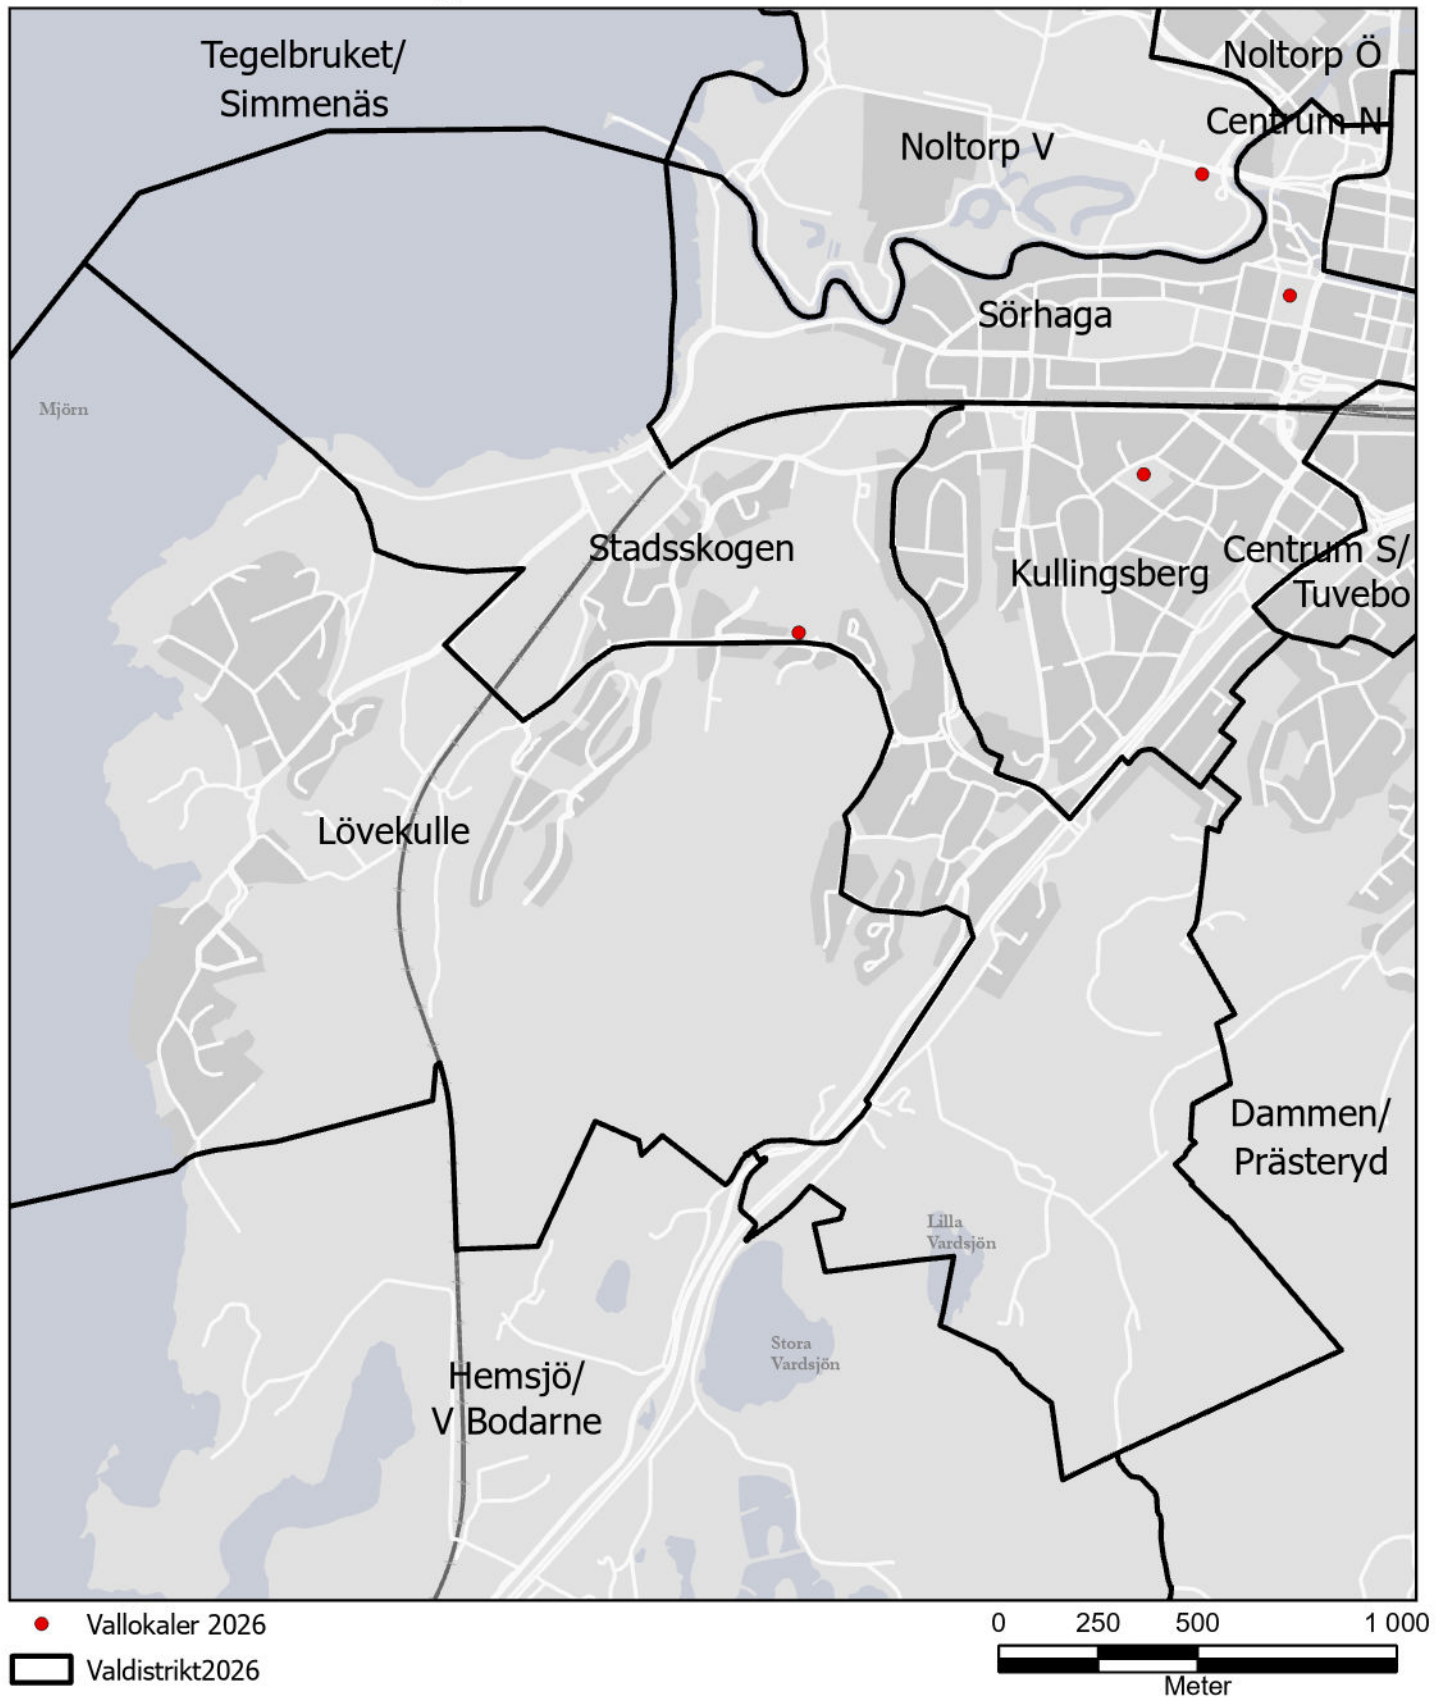 Tegelbruket/
Simmenäs
Noltorp Ö
Centrum N
Noltorp V
Sörhaga
Mjörn
Stadsskogen
Kullingsberg
Centrum S/
Tuvebo
Lövekulle
Dammen/
Prästeryd
Lilla
Vardsjön
Stora
Vardsjön
Hemsjö/
V Bodarne
Vallokaler 2026
Valdistrikt2026
0 250 500 1 000
Meter